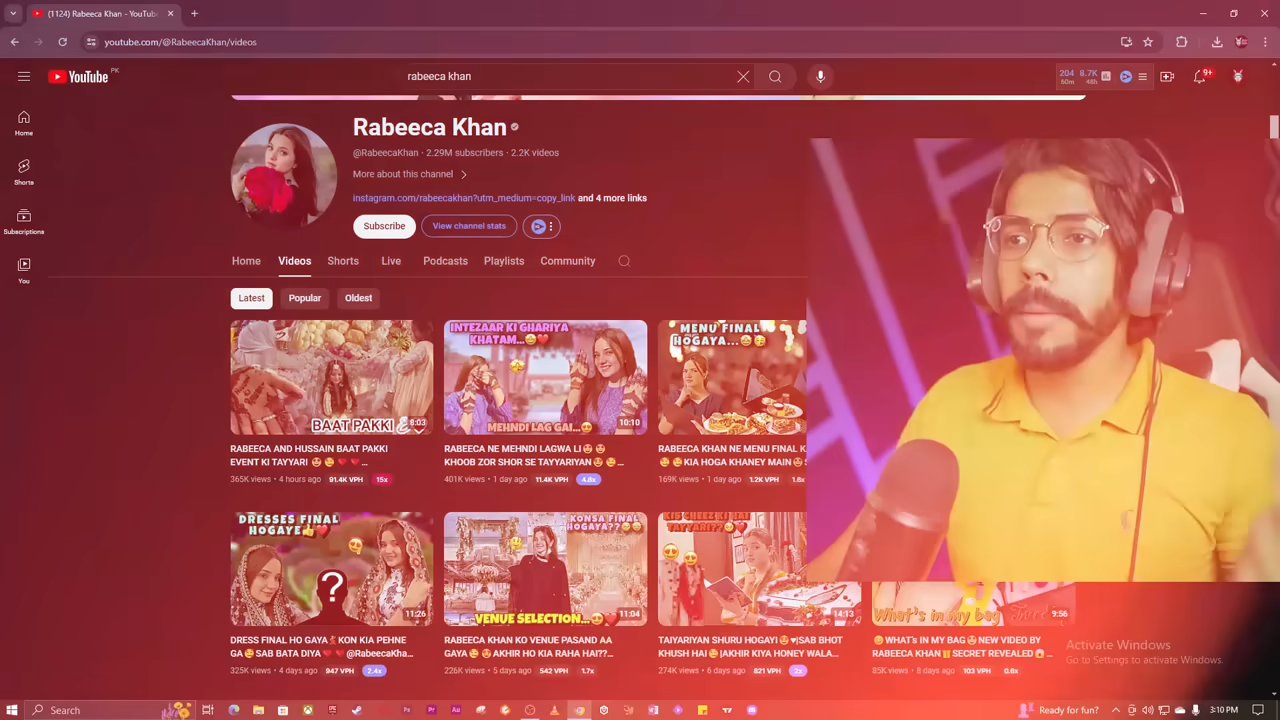 (1124) Rabeeca Khan - YouTub
youtube.com/@RabeecaKhan/videos
YouTube PK
rabeeca khan
204 8.7K
60m 48h
9+
Home
Shorts
Subscriptions
You
Rabeeca Khan
@RabeecaKhan · 2.29M subscribers · 2.2K videos
More about this channel
instagram.com/rabeecakhan?utm_medium=copy_link and 4 more links
Subscribe
View channel stats
Home Videos Shorts Live Podcasts Playlists Community
Latest Popular Oldest
BAAT PAKKI
8:03
INTEZAAR KI GHARIYA
KHATAM...🤩❤️
MEHNDI LAG GAI...😍
10:10
MENU FINAL
HOGAYA...
RABEECA AND HUSSAIN BAAT PAKKI
EVENT KI TAYYARI 😍 🥰 ❤️ ❤️...
365K views • 4 hours ago 91.4K VPH 15x
RABEECA NE MEHNDI LAGWA LI😍 😍
KHOOB ZOR SHOR SE TAYYARIYAN😍 🥰...
401K views • 1 day ago 11.4K VPH 4.8x
RABEECA KHAN NE MENU FINAL K
🥰 🥰KIA HOGA KHANEY MAIN😍
169K views • 1 day ago 1.2K VPH
DRESSES FINAL
HOGAYE
?
11:26
KONSA FINAL
HOGAYA??
VENUE SELECTION...
11:04
KIS CHEEZ KI HAI
TAYYARI??
14:13
What's in my bag
9:56
DRESS FINAL HO GAYA💃KON KIA PEHNE
GA🥰SAB BATA DIYA❤️ ❤️@RabeecaKha...
325K views • 4 days ago 947 VPH 2.4x
RABEECA KHAN KO VENUE PASAND AA
GAYA🥰 😍AKHIR HO KIA RAHA HAI??...
226K views • 5 days ago 542 VPH 1.7x
TAIYARIYAN SHURU HOGAYI😍♥️|SAB BHOT
KHUSH HAI🥰|AKHIR KIYA HONEY WALA...
274K views • 6 days ago 821 VPH 2x
😊WHAT's IN MY BAG😍NEW VIDEO BY
RABEECA KHAN🎁SECRET REVEALED😱...
85K views • 8 days ago 103 VPH 0.6x
Activate Windows
Go to Settings to activate Windows.
Search
Ready for fun?
3:10 PM